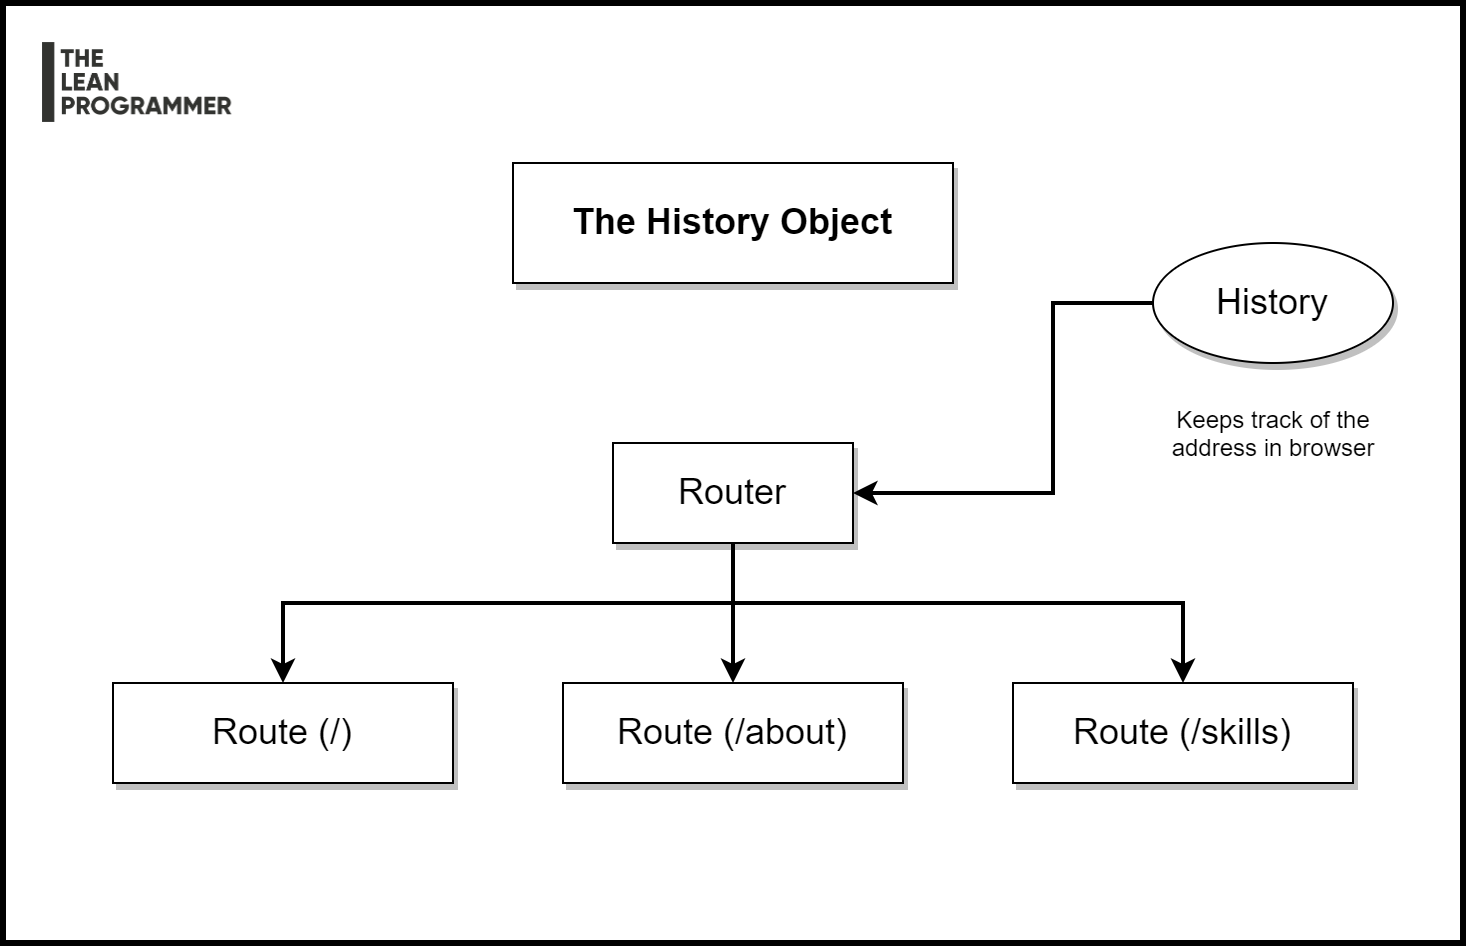 THE
LEAN
PROGRAMMER
The History Object
History
Keeps track of the
address in browser
Router
Route (/)
Route (/about)
Route (/skills)